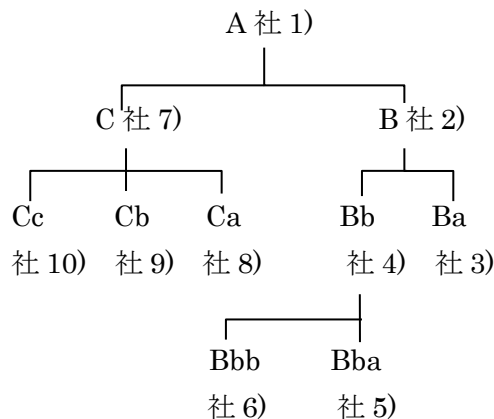 A 社 1)
C 社 7)
B 社 2)
Cc
社 10)
Cb
社 9)
Ca
社 8)
Bb
社 4)
Ba
社 3)
Bbb
社 6)
Bba
社 5)